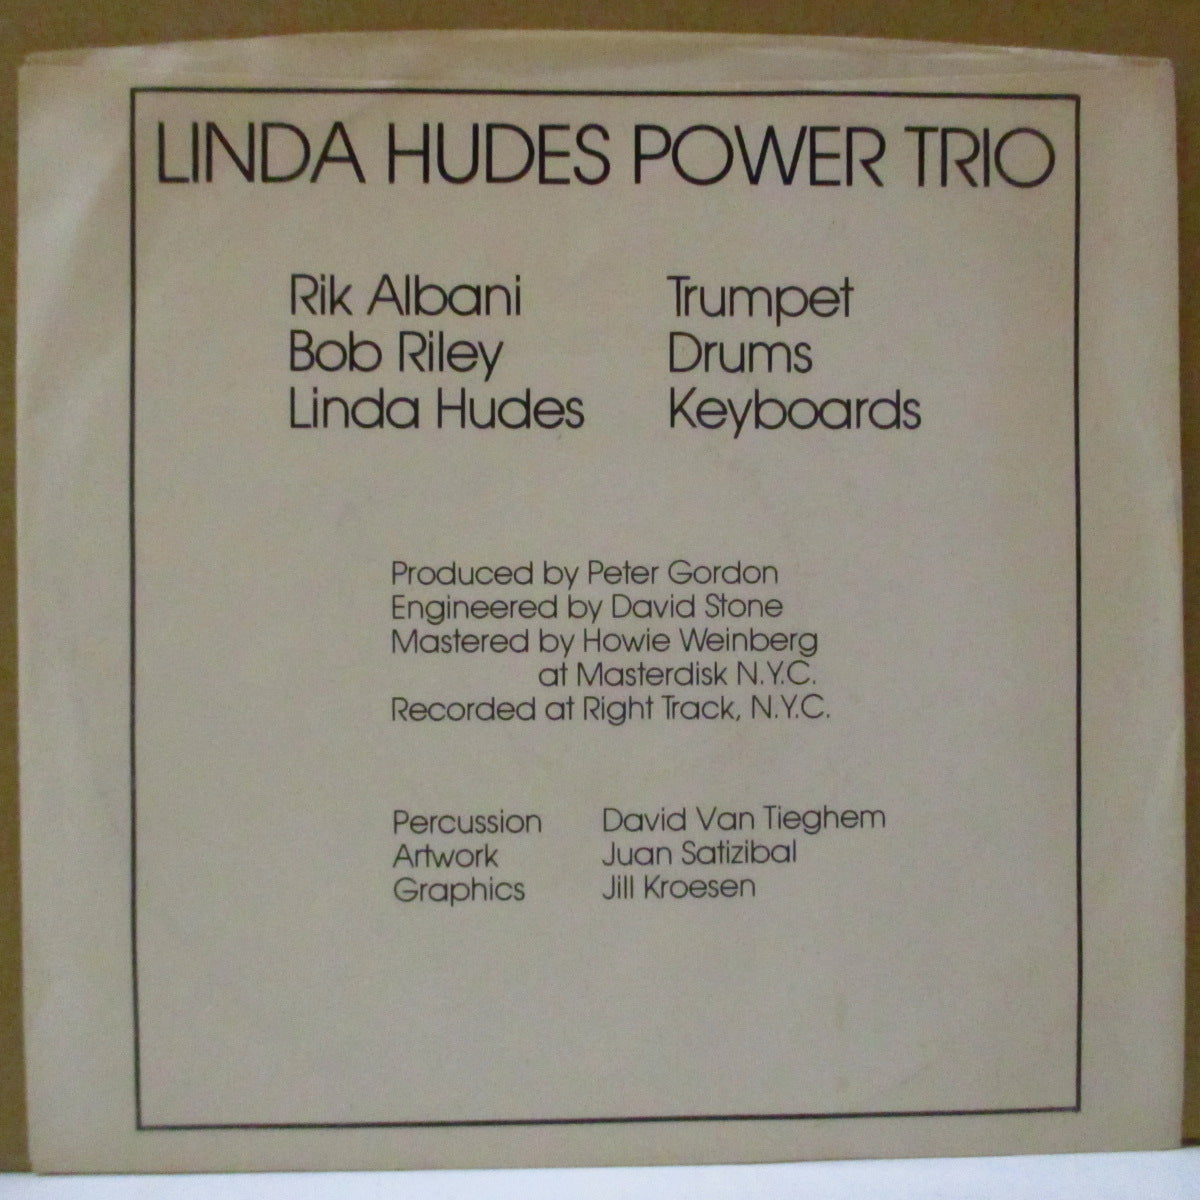 LINDA HUDES POWER TRIO
Rik Albani Trumpet
Bob Riley Drums
Linda Hudes Keyboards
Produced by Peter Gordon
Engineered by David Stone
Mastered by Howie Weinberg
at Masterdisk N.Y.C.
Recorded at Right Track, N.Y.C.
Percussion David Van Tieghem
Artwork Juan Satizibal
Graphics Jill Kroesen